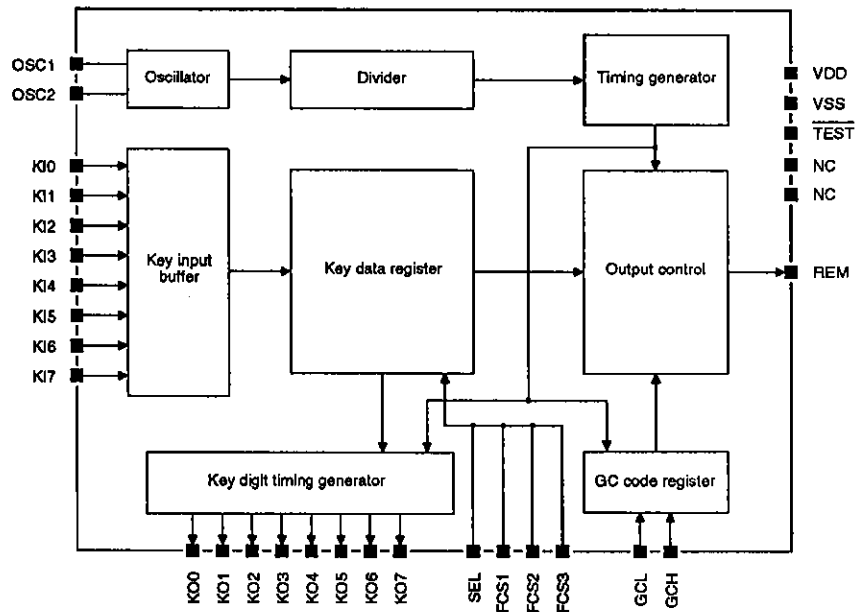 OSC1
OSC2
Oscillator
Divider
Timing generator
VDD
VSS
TEST
NC
NC
KI0
KI1
KI2
KI3
KI4
KI5
KI6
KI7
Key input
buffer
Key data register
Output control
REM
Key digit timing generator
GC code register
KO0
KO1
KO2
KO3
KO4
KO5
KO6
KO7
SEL
FCS1
FCS2
FCS3
GCL
GCH